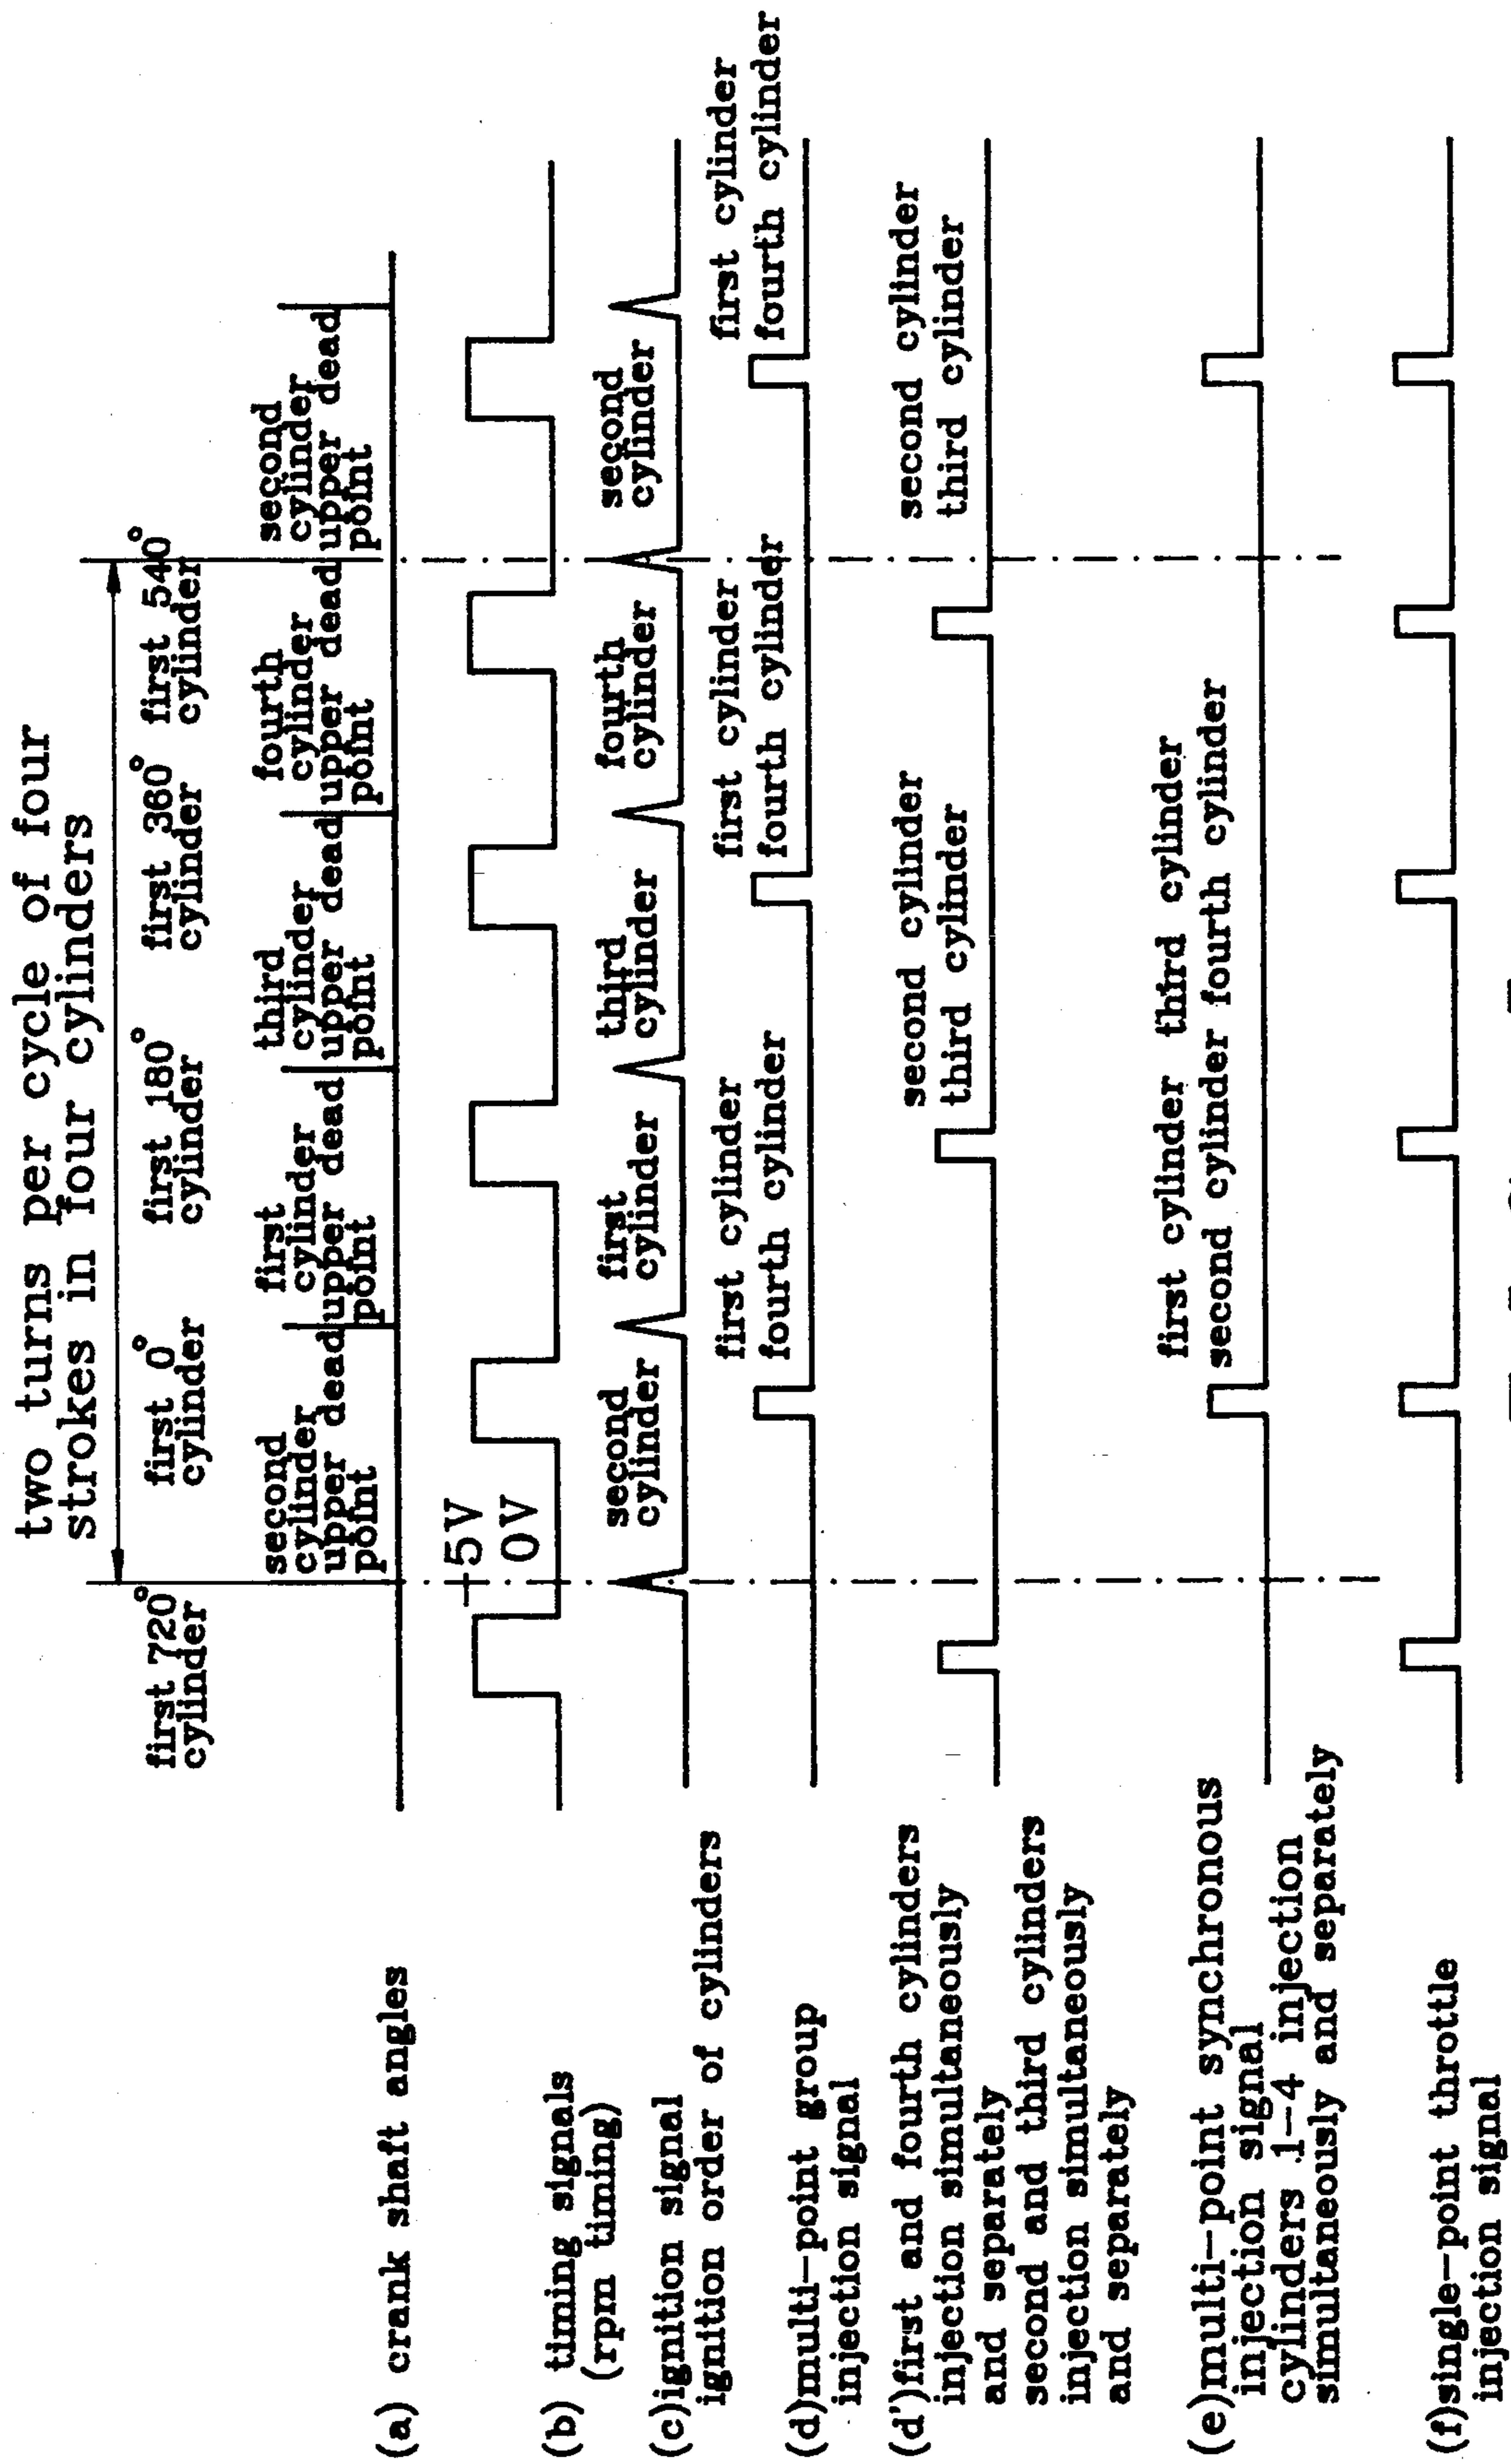 two turns per cycle of four
strokes in four cylinders
first 720°
cylinder
first 0°
cylinder
first 180°
cylinder
first 360°
cylinder
first 540°
cylinder
(a) crank shaft angles
second
cylinder
upper dead
point
first
cylinder
upper dead
point
third
cylinder
upper dead
point
fourth
cylinder
upper dead
point
second
cylinder
upper dead
point
(b) timing signals
(rpm timing)
5V
0V
(c)ignition signal
ignition order of cylinders
second
cylinder
first
cylinder
third
cylinder
fourth
cylinder
second
cylinder
(d)multi-point group
injection signal
first cylinder
fourth cylinder
first cylinder
fourth cylinder
first cylinder
fourth cylinder
(d')first and fourth cylinders
injection simultaneously
and separately
second and third cylinders
injection simultaneously
and separately
second cylinder
third cylinder
second cylinder
third cylinder
(e)multi-point synchronous
injection signal
cylinders 1-4 injection
simultaneously and separately
first cylinder third cylinder
second cylinder fourth cylinder
(f)single-point throttle
injection signal